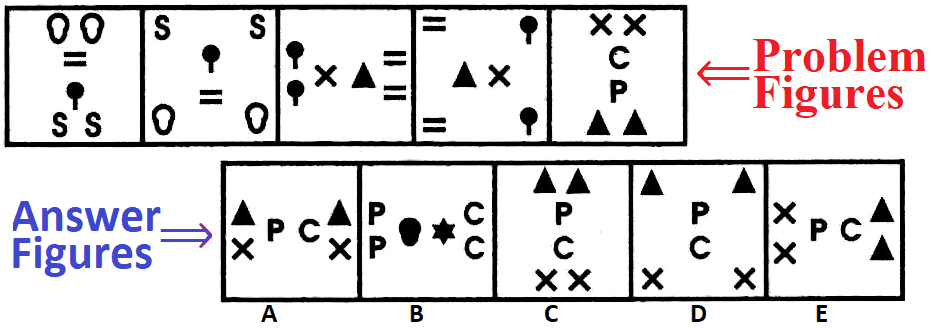 =
S S
S S
=
=
×
=
=
×
=
× ×
C
P
Problem
Figures
Answer
Figures
P C
× ×
P C
P C
P
C
× ×
P
C
× ×
×
P C
×
A B C D E